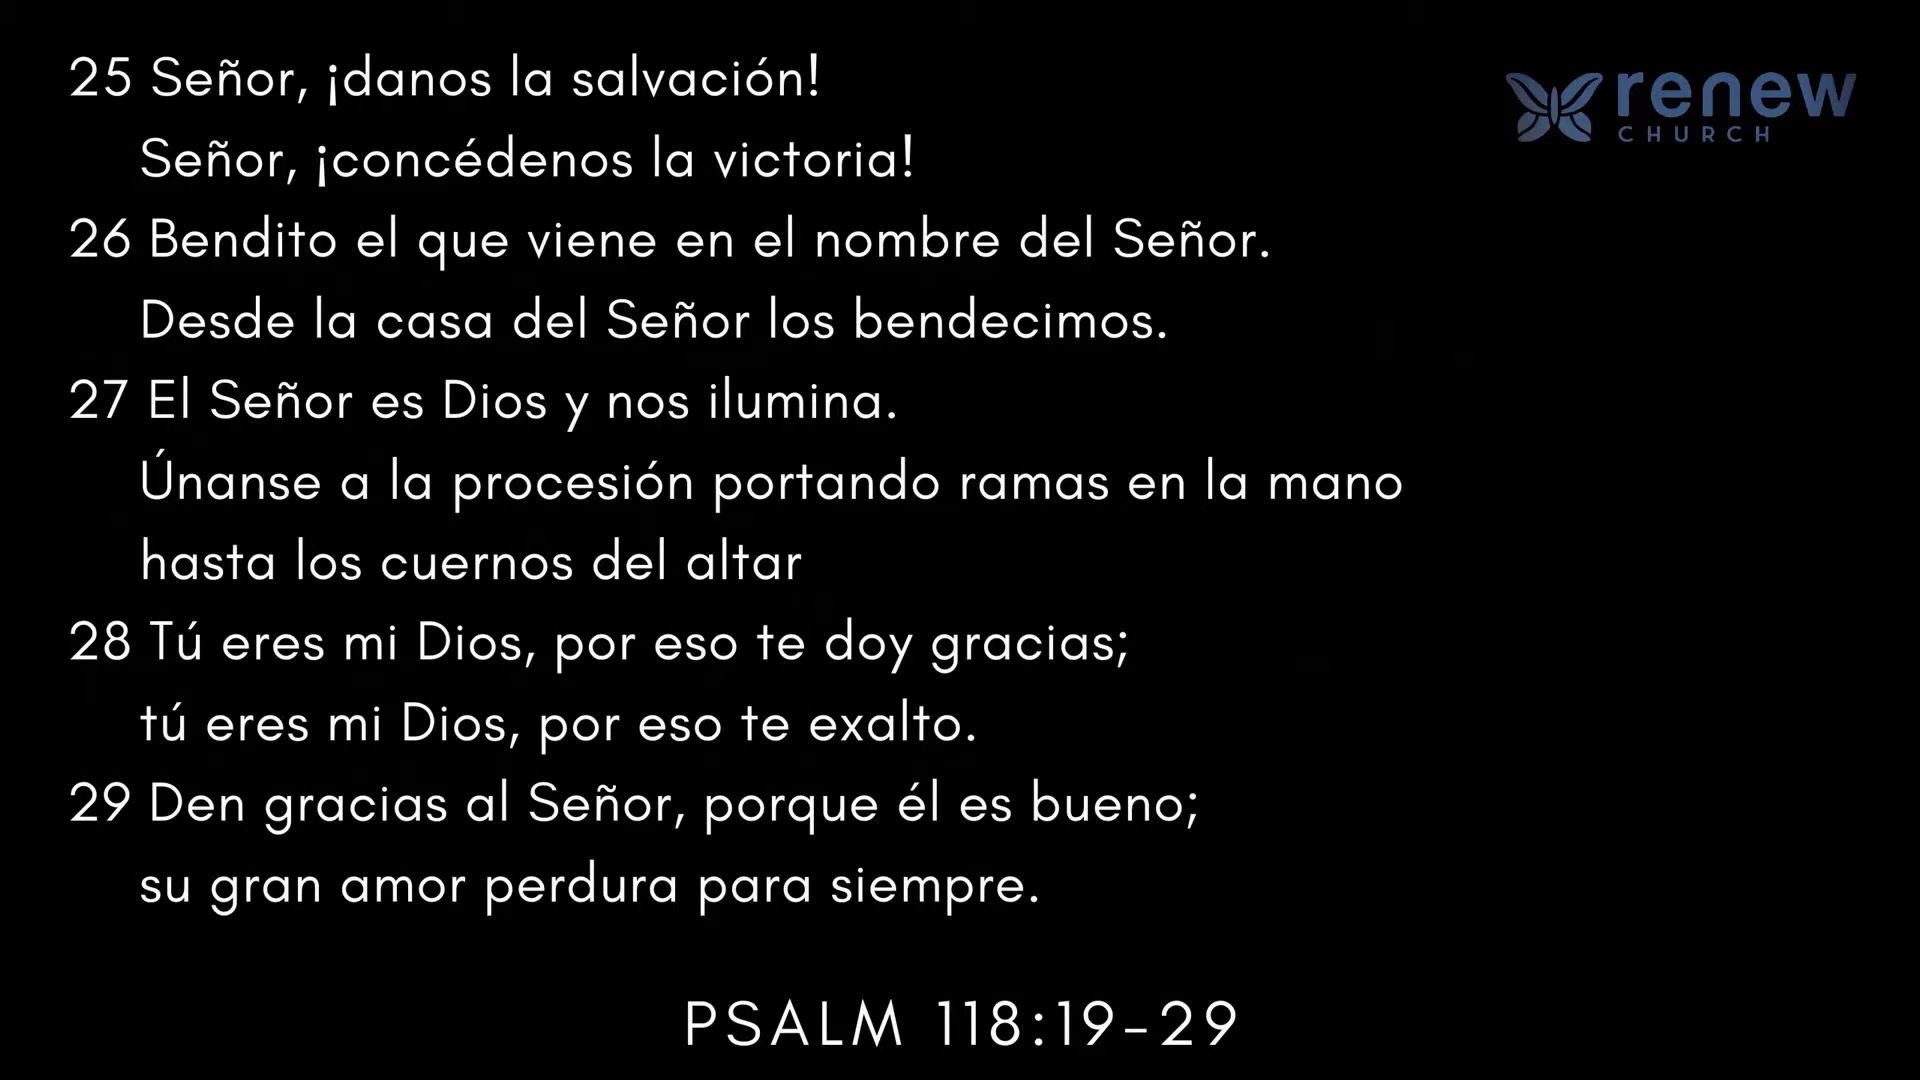 25 Señor, ¡danos la salvación!
Señor, ¡concédenos la victoria!
26 Bendito el que viene en el nombre del Señor.
Desde la casa del Señor los bendecimos.
27 El Señor es Dios y nos ilumina.
Únanse a la procesión portando ramas en la mano
hasta los cuernos del altar
28 Tú eres mi Dios, por eso te doy gracias;
tú eres mi Dios, por eso te exalto.
29 Den gracias al Señor, porque él es bueno;
su gran amor perdura para siempre.
PSALM 118:19-29
renew
CHURCH